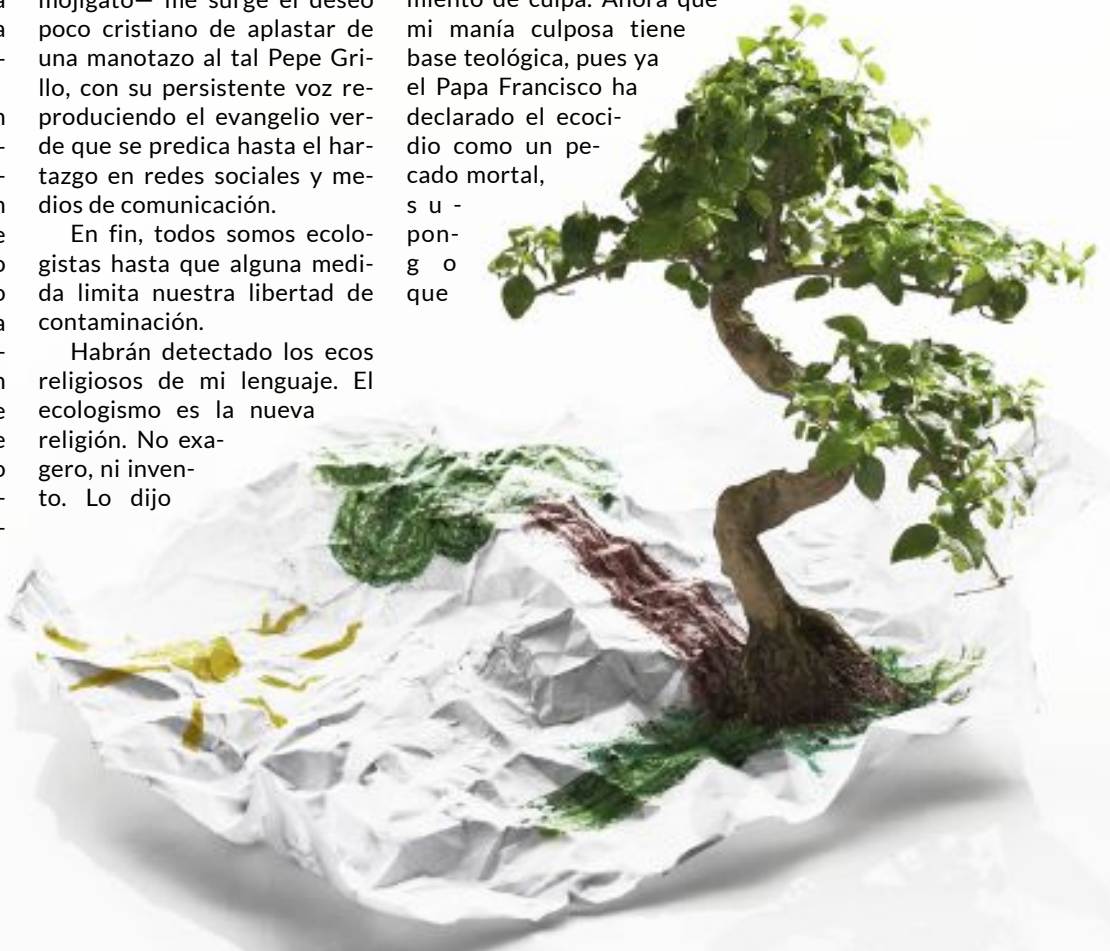 mojigato— me surge el deseo
poco cristiano de aplastar de
una manotazo al tal Pepe Gri-
llo, con su persistente voz re-
produciendo el evangelio ver-
de que se predica hasta el har-
tazgo en redes sociales y me-
dios de comunicación.
En fin, todos somos ecolo-
gistas hasta que alguna medi-
da limita nuestra libertad de
contaminación.
Habrán detectado los ecos
religiosos de mi lenguaje. El
ecologismo es la nueva
religión. No exa-
gero, ni inven-
to. Lo dijo
miento de culpa. Ahora que
mi manía culposa tiene
base teológica, pues ya
el Papa Francisco ha
declarado el ecoci-
dio como un pe-
cado mortal,
s u -
pon-
g o
que